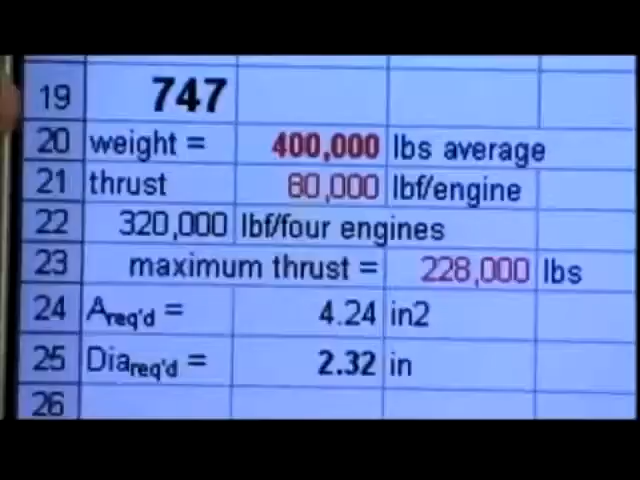 19 747
20 weight = 400,000 lbs average
21 thrust 80,000 lbf/engine
22 320,000 lbf/four engines
23 maximum thrust = 228,000 lbs
24 Areq'd = 4.24 in2
25 Diareq'd = 2.32 in
26